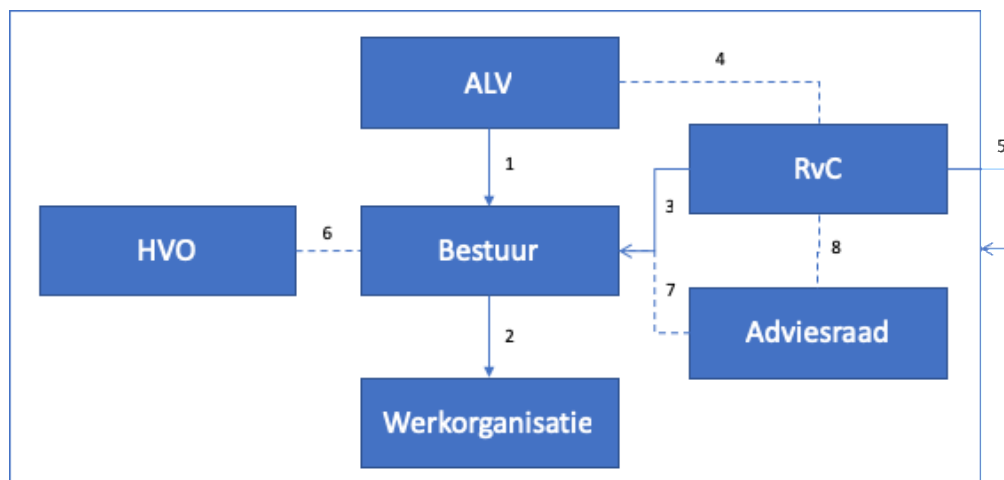 ALV
4
RvC
5
1
3
HVO
6
Bestuur
8
7
Adviesraad
2
Werkorganisatie